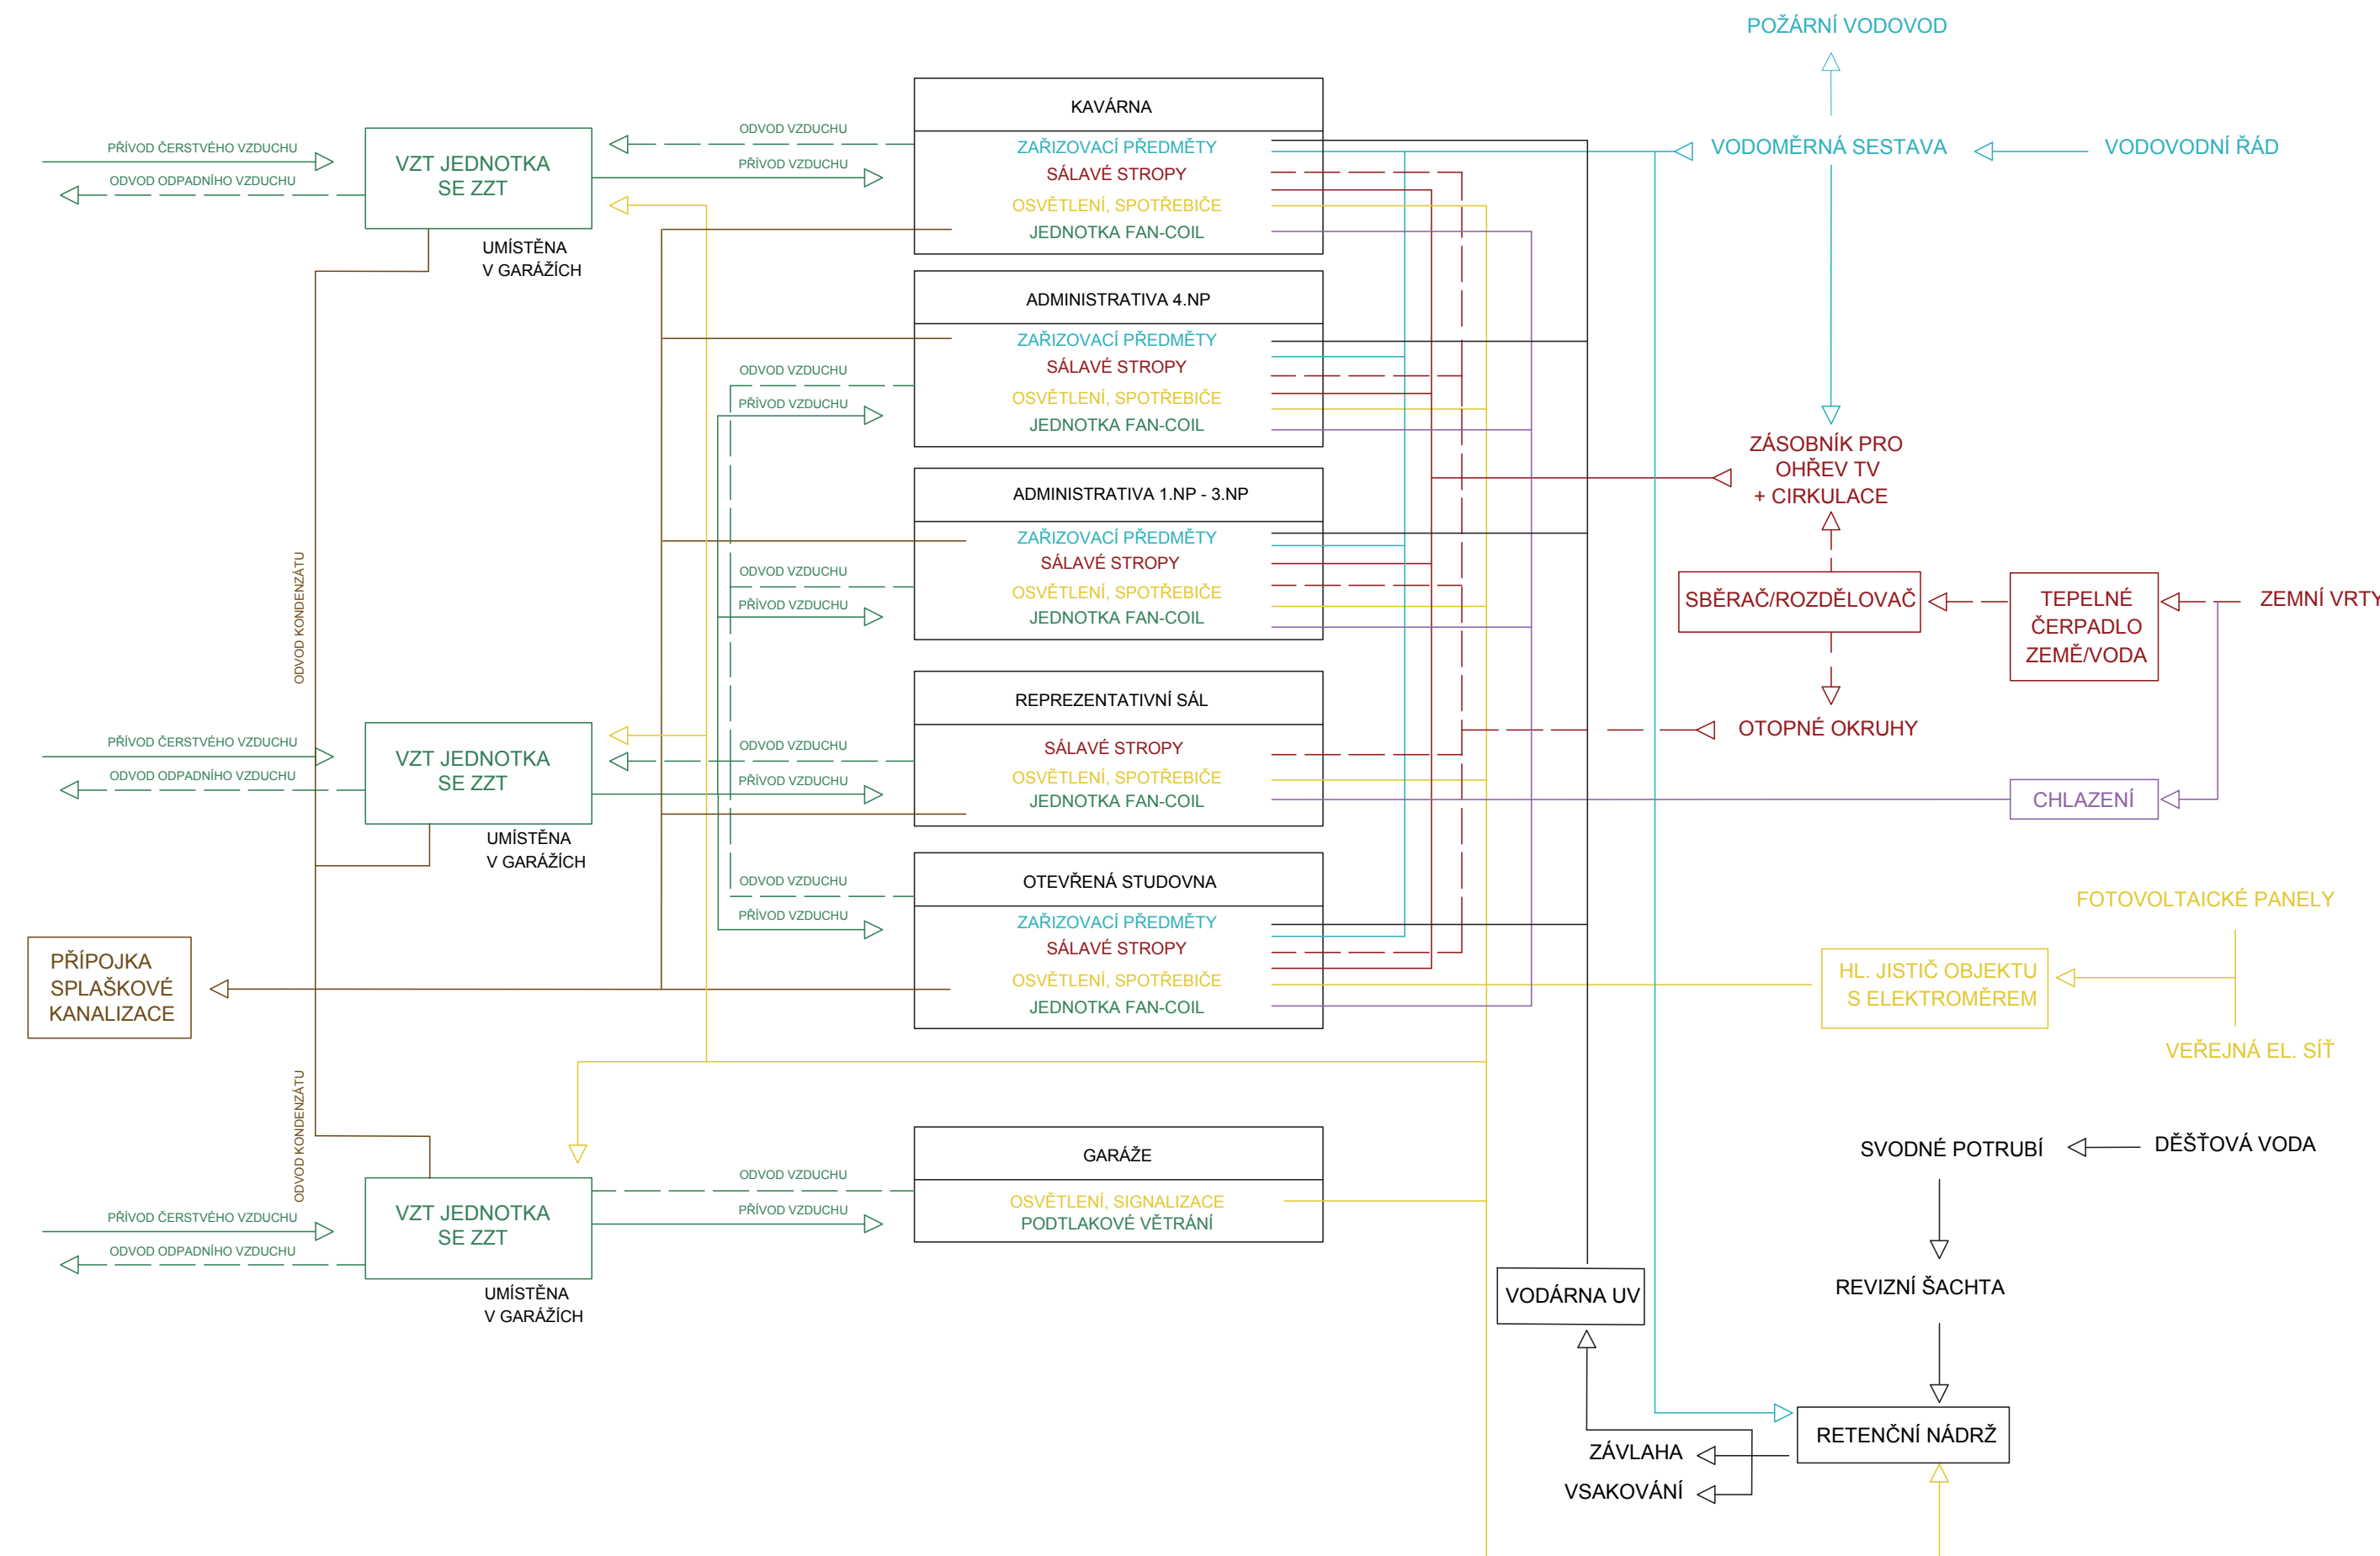 POŽÁRNÍ VODOVOD
VODOMĚRNÁ SESTAVA
VODOVODNÍ ŘÁD
PŘÍVOD ČERSTVÉHO VZDUCHU
ODVOD ODPADNÍHO VZDUCHU
VZT JEDNOTKA
SE ZZT
UMÍSTĚNA
V GARÁŽÍCH
ODVOD VZDUCHU
PŘÍVOD VZDUCHU
KAVÁRNA
ZAŘIZOVACÍ PŘEDMĚTY
SÁLAVÉ STROPY
OSVĚTLENÍ, SPOTŘEBIČE
JEDNOTKA FAN-COIL
ODVOD VZDUCHU
PŘÍVOD VZDUCHU
ADMINISTRATIVA 4.NP
ZAŘIZOVACÍ PŘEDMĚTY
SÁLAVÉ STROPY
OSVĚTLENÍ, SPOTŘEBIČE
JEDNOTKA FAN-COIL
ZÁSOBNÍK PRO
OHŘEV TV
+ CIRKULACE
ODVOD KONDENZÁTU
ODVOD VZDUCHU
PŘÍVOD VZDUCHU
ADMINISTRATIVA 1.NP - 3.NP
ZAŘIZOVACÍ PŘEDMĚTY
SÁLAVÉ STROPY
OSVĚTLENÍ, SPOTŘEBIČE
JEDNOTKA FAN-COIL
SBĚRAČ/ROZDĚLOVAČ
TEPELNÉ
ČERPADLO
ZEMĚ/VODA
ZEMNÍ VRTY
PŘÍVOD ČERSTVÉHO VZDUCHU
ODVOD ODPADNÍHO VZDUCHU
VZT JEDNOTKA
SE ZZT
UMÍSTĚNA
V GARÁŽÍCH
ODVOD VZDUCHU
PŘÍVOD VZDUCHU
REPREZENTATIVNÍ SÁL
SÁLAVÉ STROPY
OSVĚTLENÍ, SPOTŘEBIČE
JEDNOTKA FAN-COIL
OTOPNÉ OKRUHY
CHLAZENÍ
ODVOD VZDUCHU
PŘÍVOD VZDUCHU
OTEVŘENÁ STUDOVNA
ZAŘIZOVACÍ PŘEDMĚTY
SÁLAVÉ STROPY
OSVĚTLENÍ, SPOTŘEBIČE
JEDNOTKA FAN-COIL
FOTOVOLTAICKÉ PANELY
HL. JISTIČ OBJEKTU
S ELEKTROMĚREM
VEŘEJNÁ EL. SÍŤ
PŘÍPOJKA
SPLAŠKOVÉ
KANALIZACE
ODVOD KONDENZÁTU
PŘÍVOD ČERSTVÉHO VZDUCHU
ODVOD ODPADNÍHO VZDUCHU
VZT JEDNOTKA
SE ZZT
UMÍSTĚNA
V GARÁŽÍCH
ODVOD VZDUCHU
PŘÍVOD VZDUCHU
GARÁŽE
OSVĚTLENÍ, SIGNALIZACE
PODTLAKOVÉ VĚTRÁNÍ
SVODNÉ POTRUBÍ
DĚŠŤOVÁ VODA
REVIZNÍ ŠACHTA
VODÁRNA UV
RETENČNÍ NÁDRŽ
ZÁVLAHA
VSAKOVÁNÍ